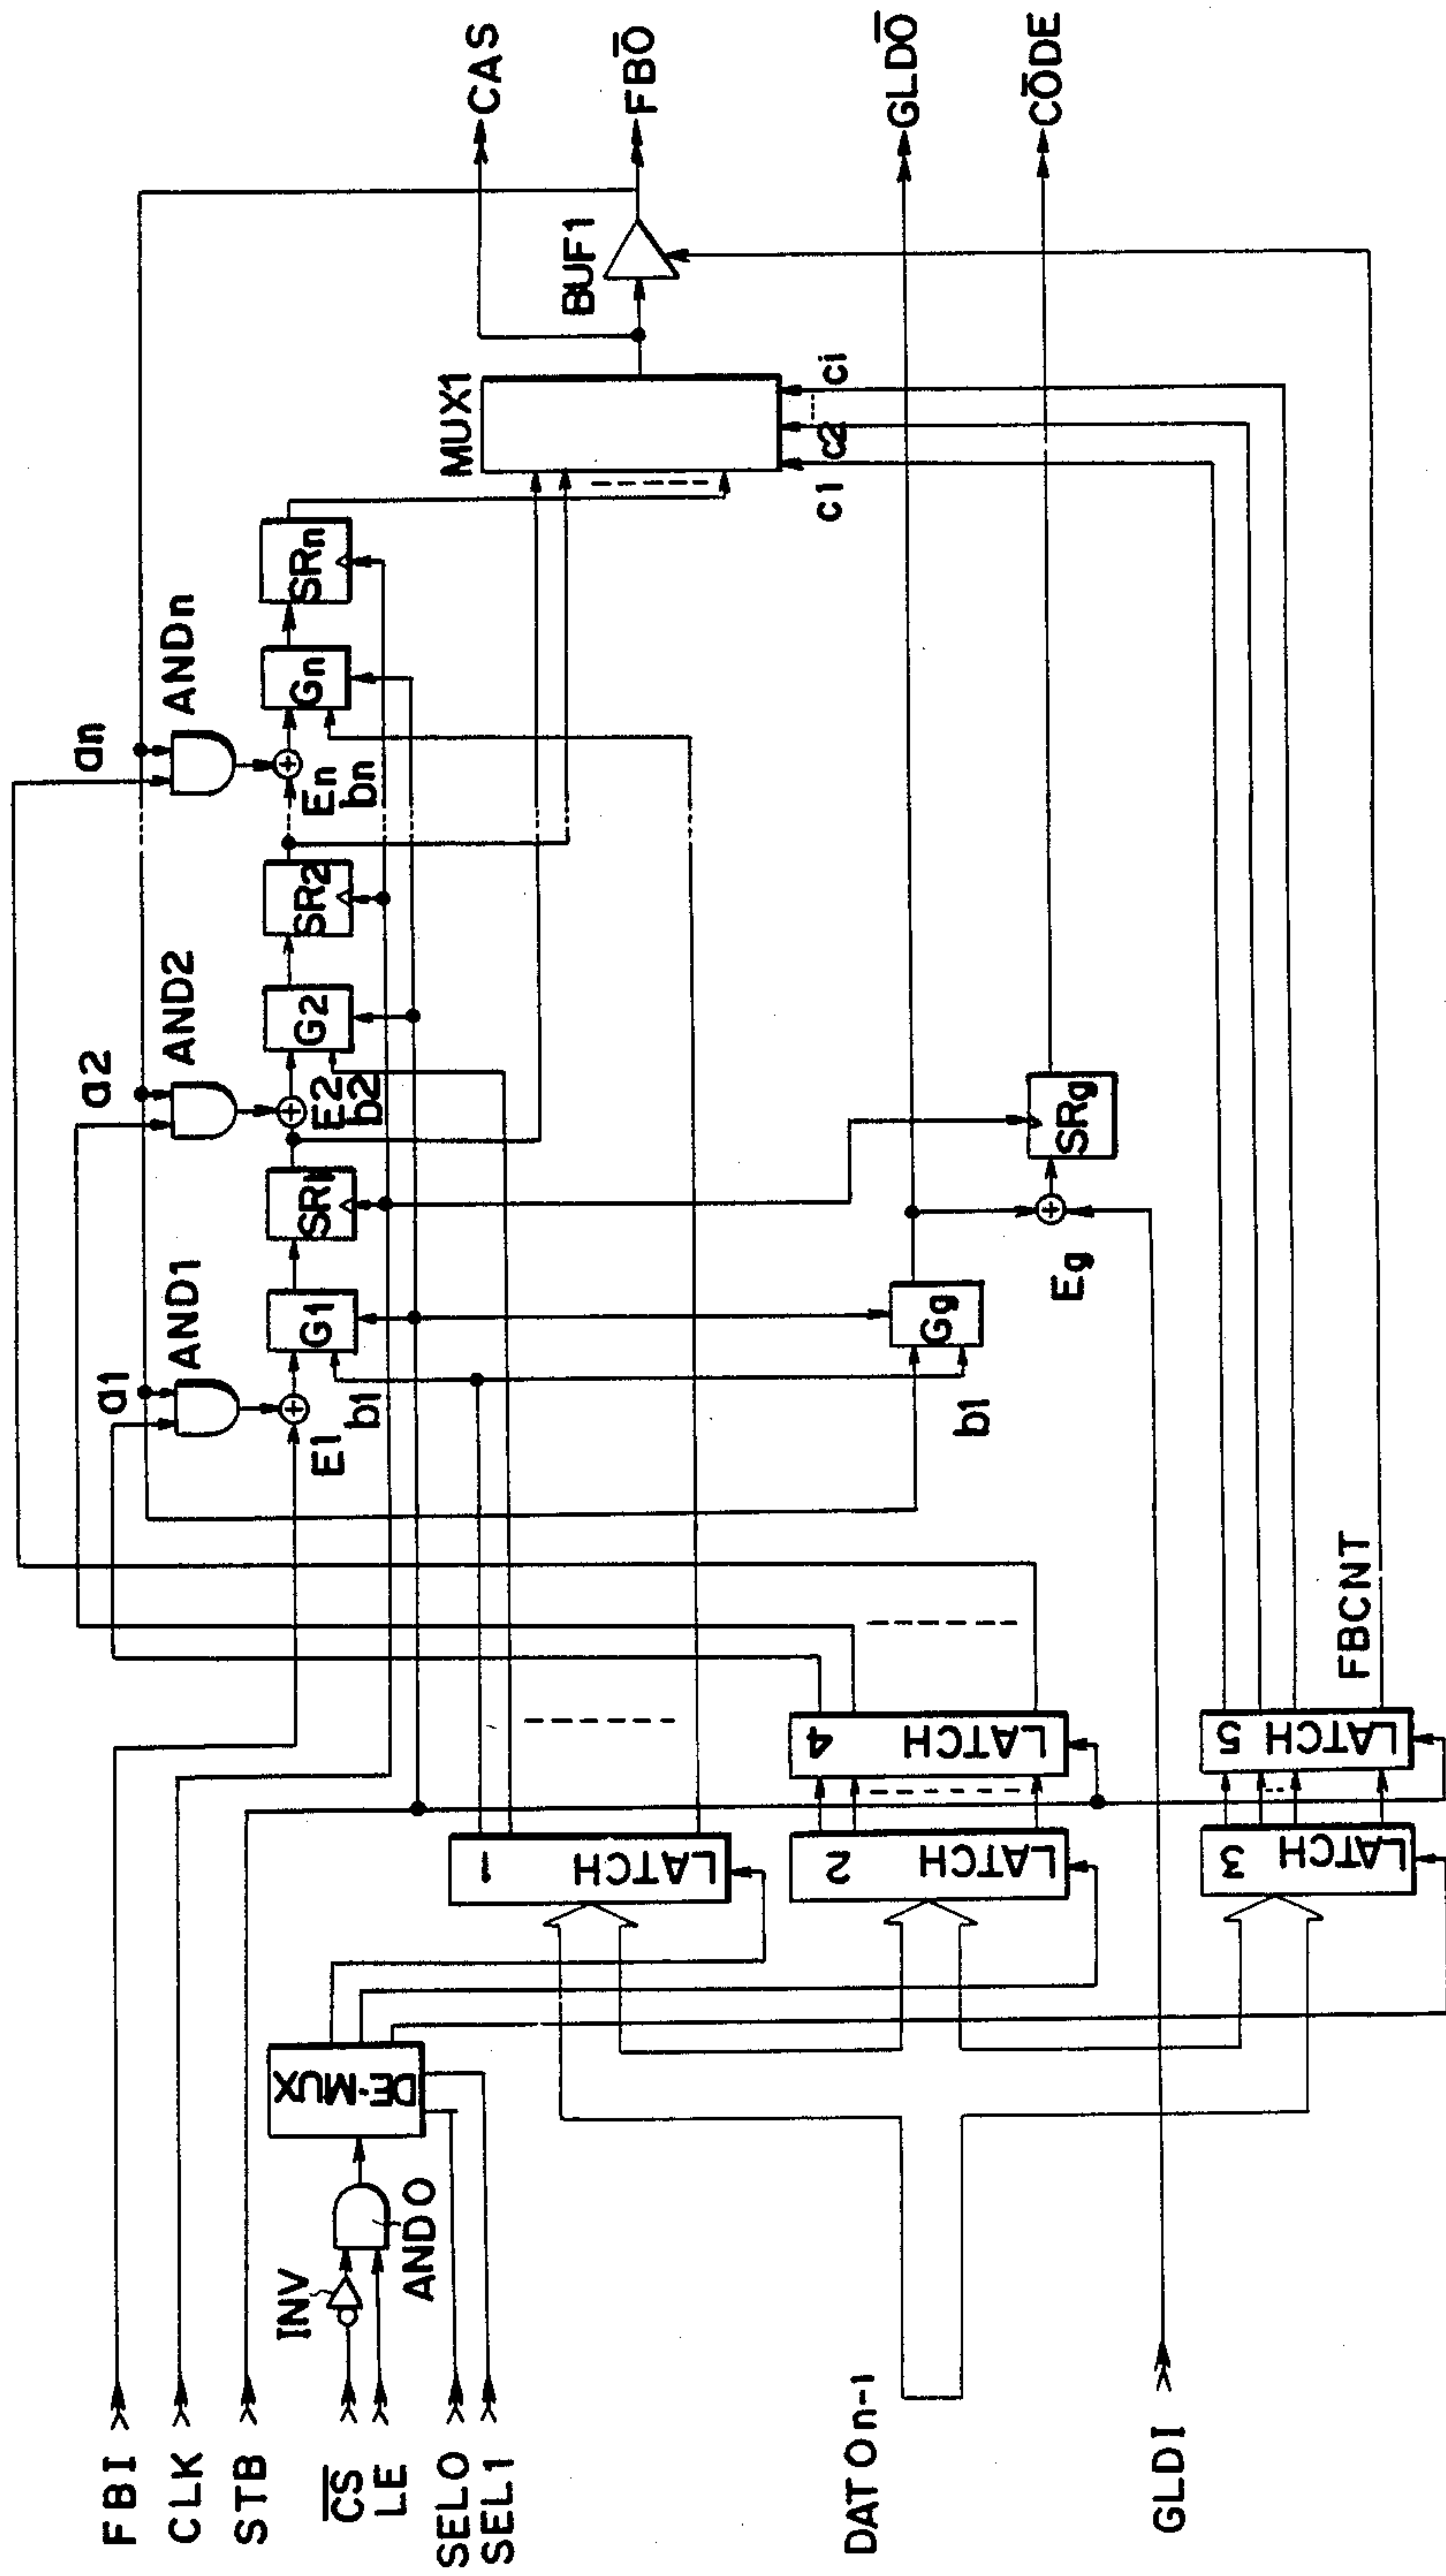 FBI
CLK
STB
C̅S̅
LE
SEL0
SEL1
INV
AND0
DE-MUX
DAT0n-1
GLDI
LATCH 1
LATCH 2
LATCH 3
LATCH 4
LATCH 5
FBCNT
a1
AND1
E1
b1
G1
SR1
a2
AND2
E2
b2
G2
SR2
an
ANDn
En
bn
Gn
SRn
b1
Gg
Eg
SRg
MUX1
c1
c2
ci
BUF1
CAS
FBO̅
GLDO̅
CO̅DE